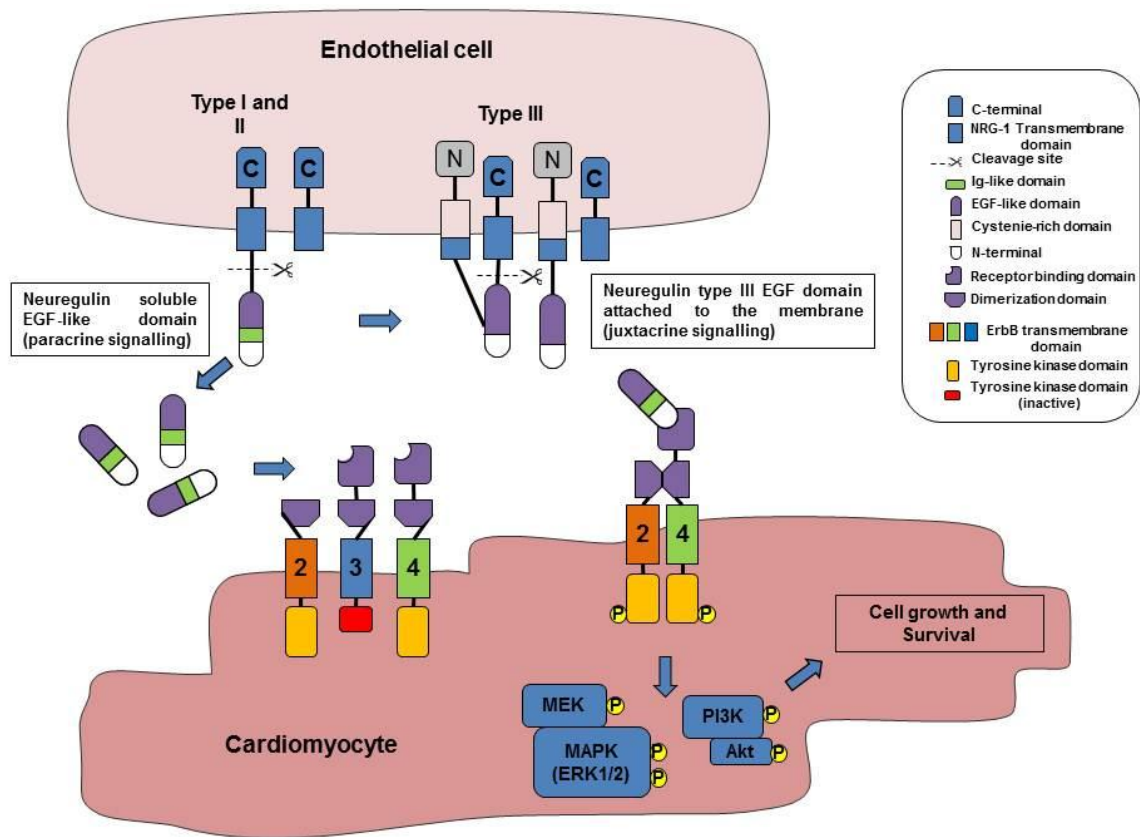 Endothelial cell
Type I and
II
Type III
C
C
N
C
N
C
Neuregulin soluble
EGF-like domain
(paracrine signalling)
Neuregulin type III EGF domain
attached to the membrane
(juxtacrine signalling)
C-terminal
NRG-1 Transmembrane
domain
Cleavage site
Ig-like domain
EGF-like domain
Cystenie-rich domain
N-terminal
Receptor binding domain
Dimerization domain
ErbB transmembrane
domain
Tyrosine kinase domain
Tyrosine kinase domain
(inactive)
2
3
4
2
4
P
P
Cell growth and
Survival
MEK
P
MAPK
(ERK1/2)
P
P
PI3K
P
Akt
P
Cardiomyocyte